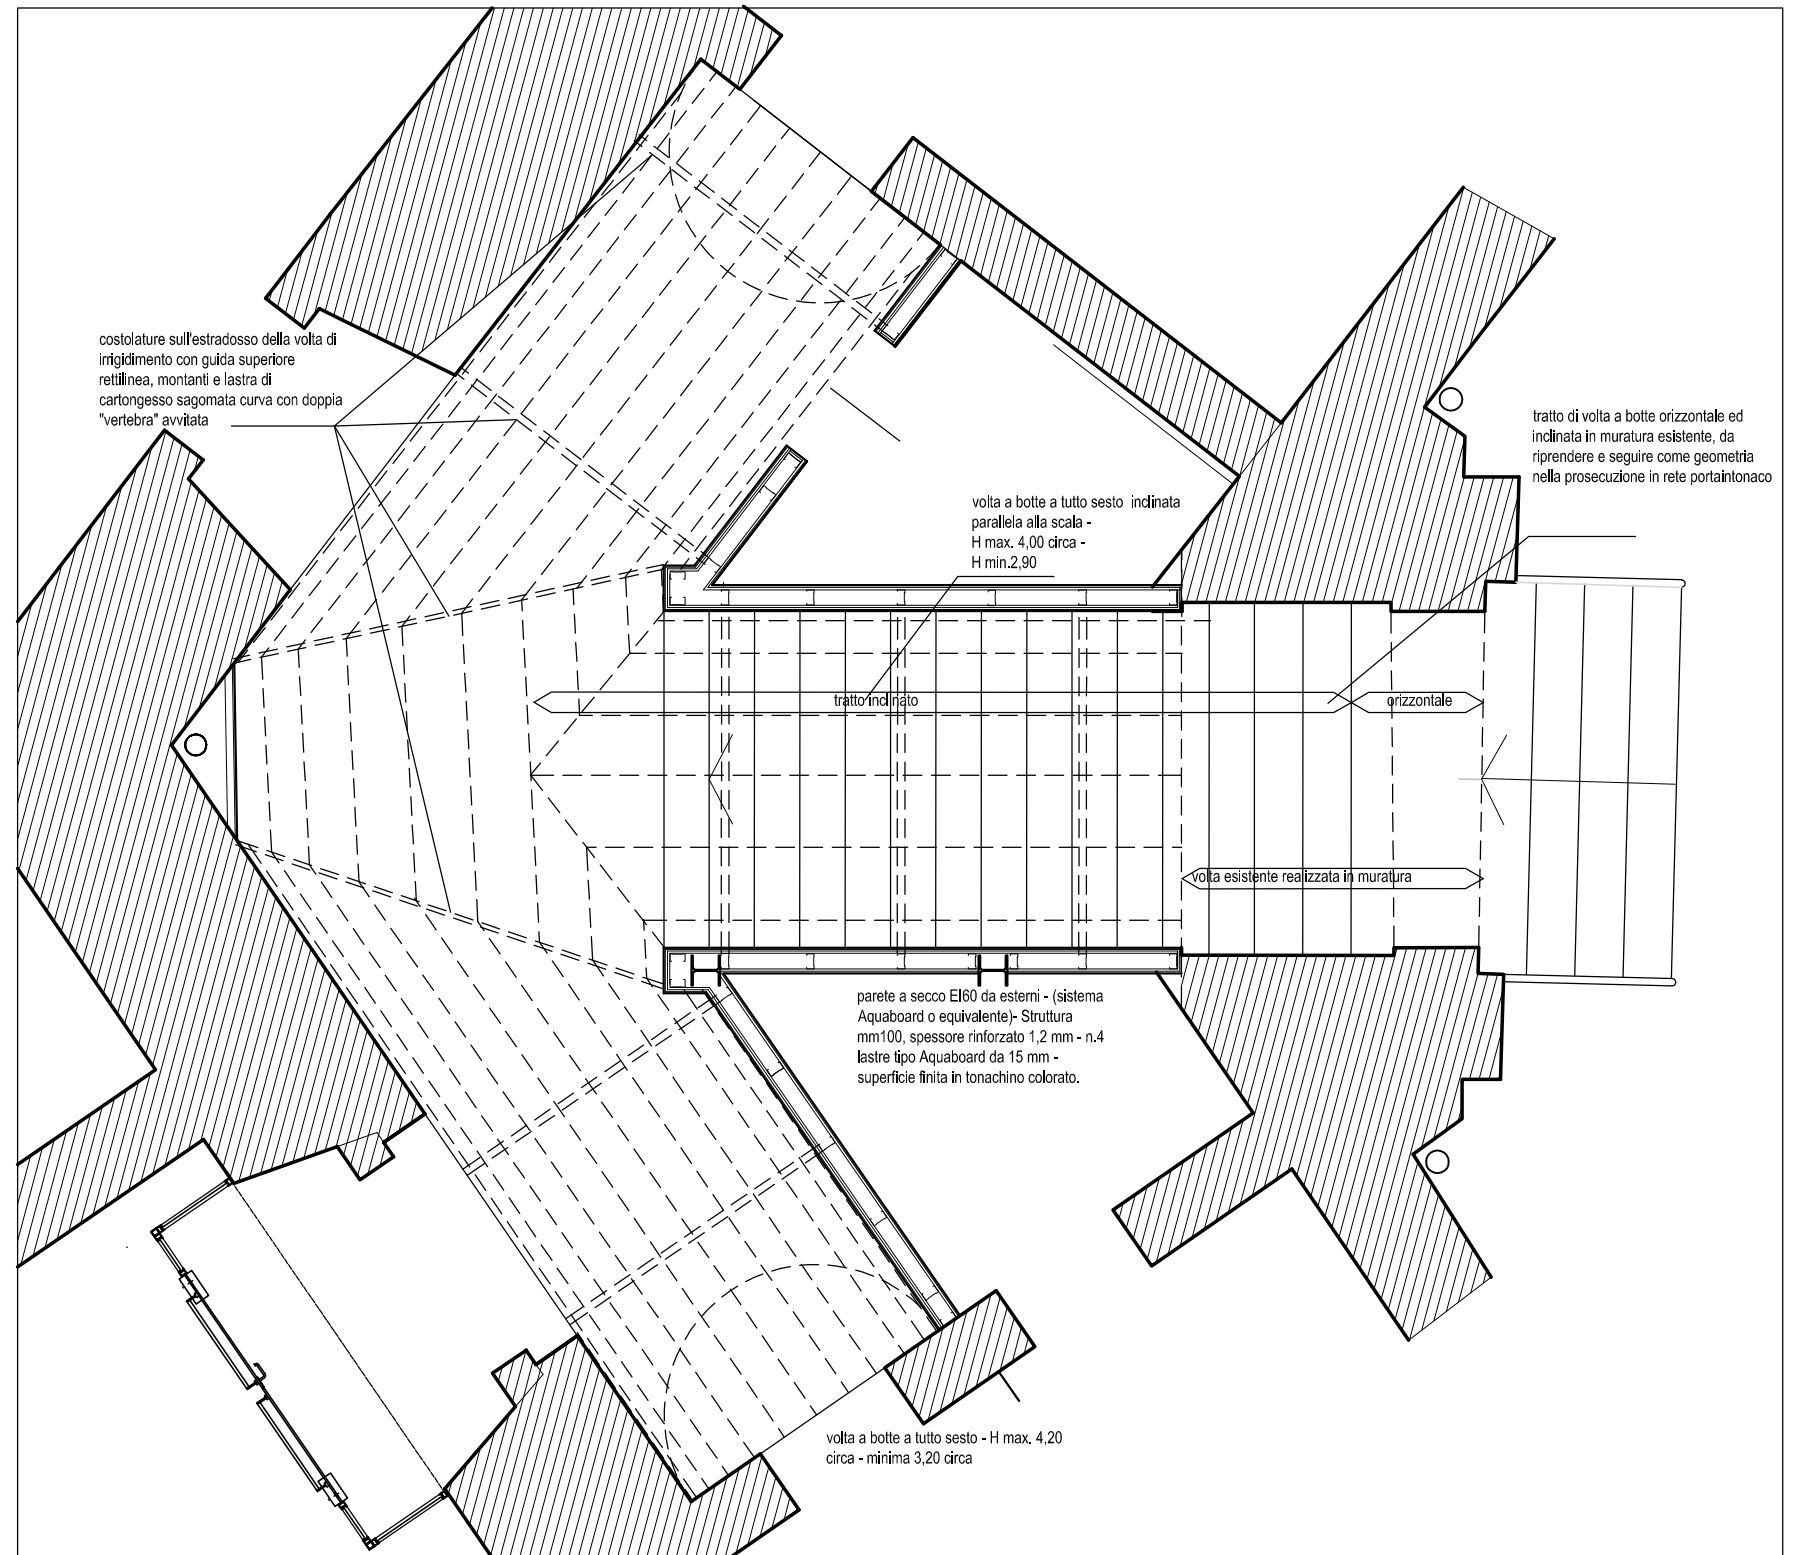 costolature sull'estradosso della volta di
irrigidimento con guida superiore
rettilinea, montanti e lastra di
cartongesso sagomata curva con doppia
"vertebra" avvitata
tratto di volta a botte orizzontale ed
inclinata in muratura esistente, da
riprendere e seguire come geometria
nella prosecuzione in rete portaintonaco
volta a botte a tutto sesto inclinata
parallela alla scala -
H max. 4,00 circa -
H min.2,90
tratto inclinato
orizzontale
volta esistente realizzata in muratura
parete a secco EI60 da esterni - (sistema
Aquaboard o equivalente)- Struttura
mm100, spessore rinforzato 1,2 mm - n.4
lastre tipo Aquaboard da 15 mm -
superficie finita in tonachino colorato.
volta a botte a tutto sesto - H max. 4,20
circa - minima 3,20 circa